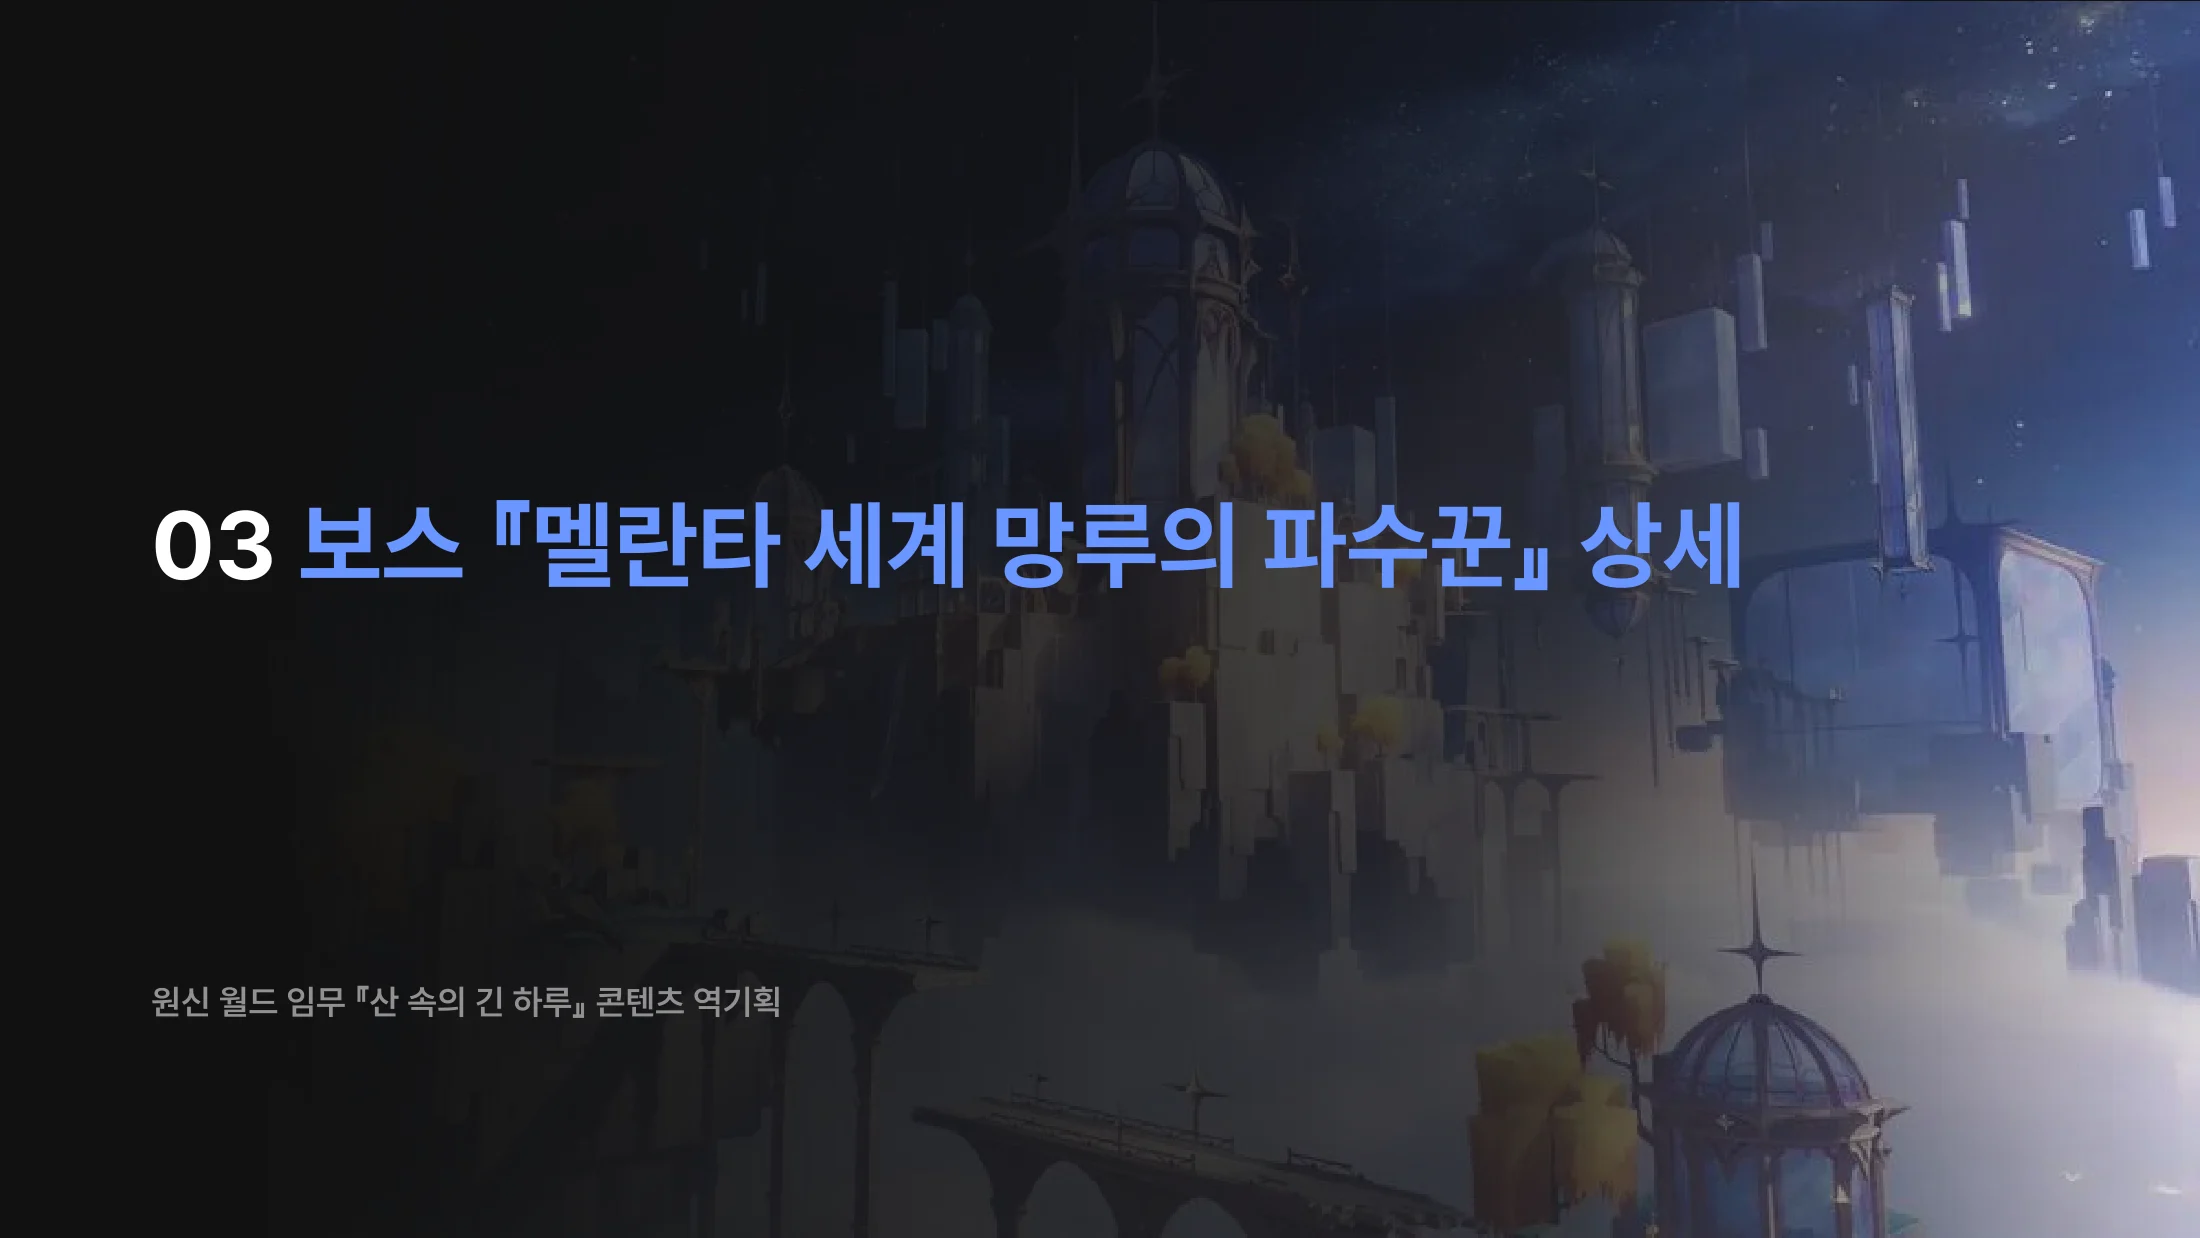 03 보스 『멜란타 세계 망루의 파수꾼』 상세
원신 월드 임무 『산 속의 긴 하루』 콘텐츠 역기획